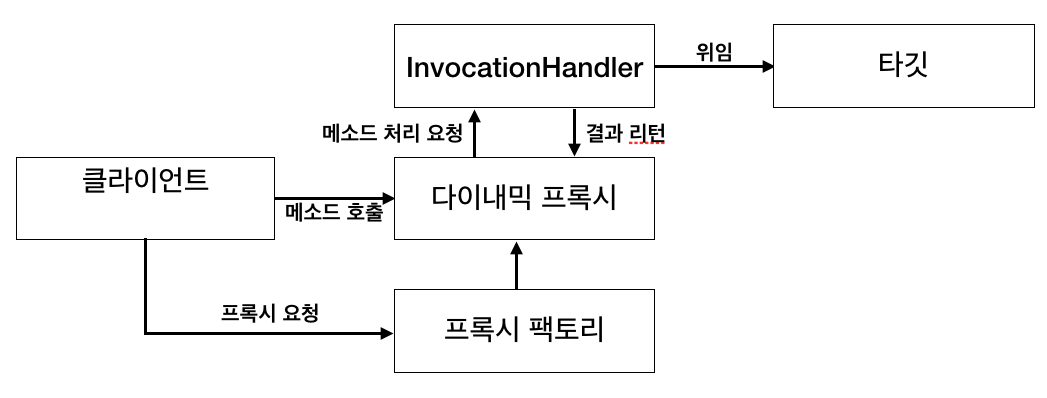 InvocationHandler
위임
타깃
메소드 처리 요청
결과 리턴
클라이언트
메소드 호출
다이내믹 프록시
프록시 요청
프록시 팩토리